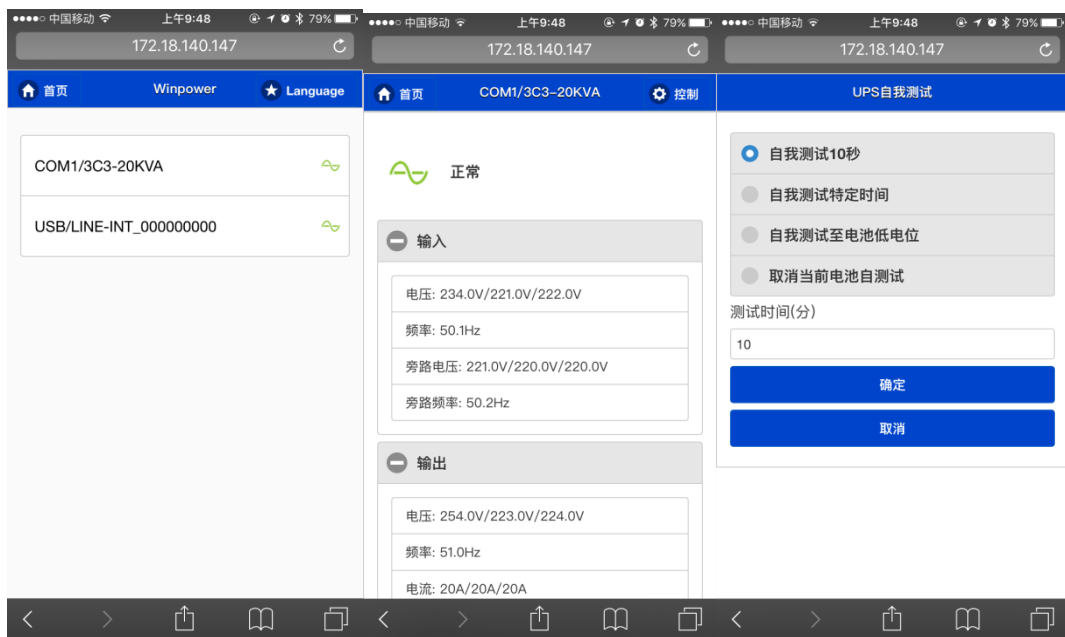 中国移动 上午9:48 79%
172.18.140.147
首页 Winpower Language
COM1/3C3-20KVA
USB/LINE-INT_000000000
中国移动 上午9:48 79%
172.18.140.147
首页 COM1/3C3-20KVA 控制
正常
输入
电压: 234.0V/221.0V/222.0V
频率: 50.1Hz
旁路电压: 221.0V/220.0V/220.0V
旁路频率: 50.2Hz
输出
电压: 254.0V/223.0V/224.0V
频率: 51.0Hz
电流: 20A/20A/20A
中国移动 上午9:48 79%
172.18.140.147
UPS自我测试
自我测试10秒
自我测试特定时间
自我测试至电池低电位
取消当前电池自测试
测试时间(分)
10
确定
取消